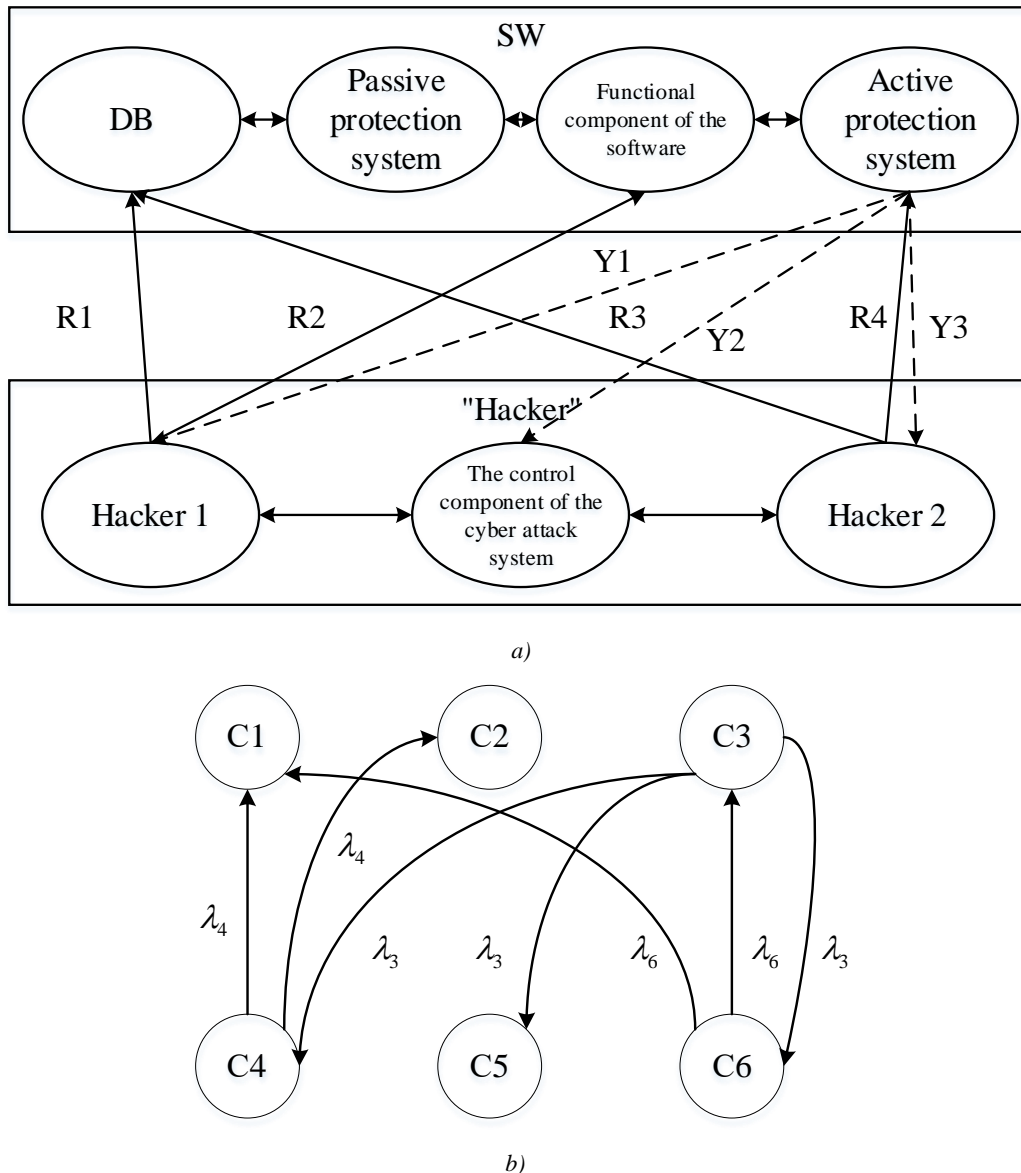 SW
DB
Passive
protection
system
Functional
component of the
software
Active
protection
system
R1
R2
Y1
R3
Y2
R4
Y3
"Hacker"
Hacker 1
The control
component of the
cyber attack
system
Hacker 2
a)
C1
C2
C3
λ4
λ4
λ3
λ3
λ6
λ6
λ3
C4
C5
C6
b)